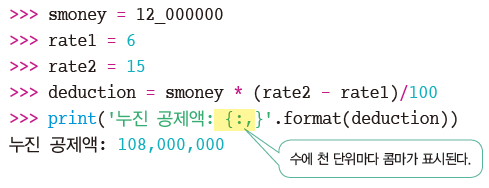 >>> smoney = 12_000000
>>> rate1 = 6
>>> rate2 = 15
>>> deduction = smoney * (rate2 - rate1)/100
>>> print('누진 공제액: {:,}'.format(deduction))
누진 공제액: 108,000,000
수에 천 단위마다 콤마가 표시된다.